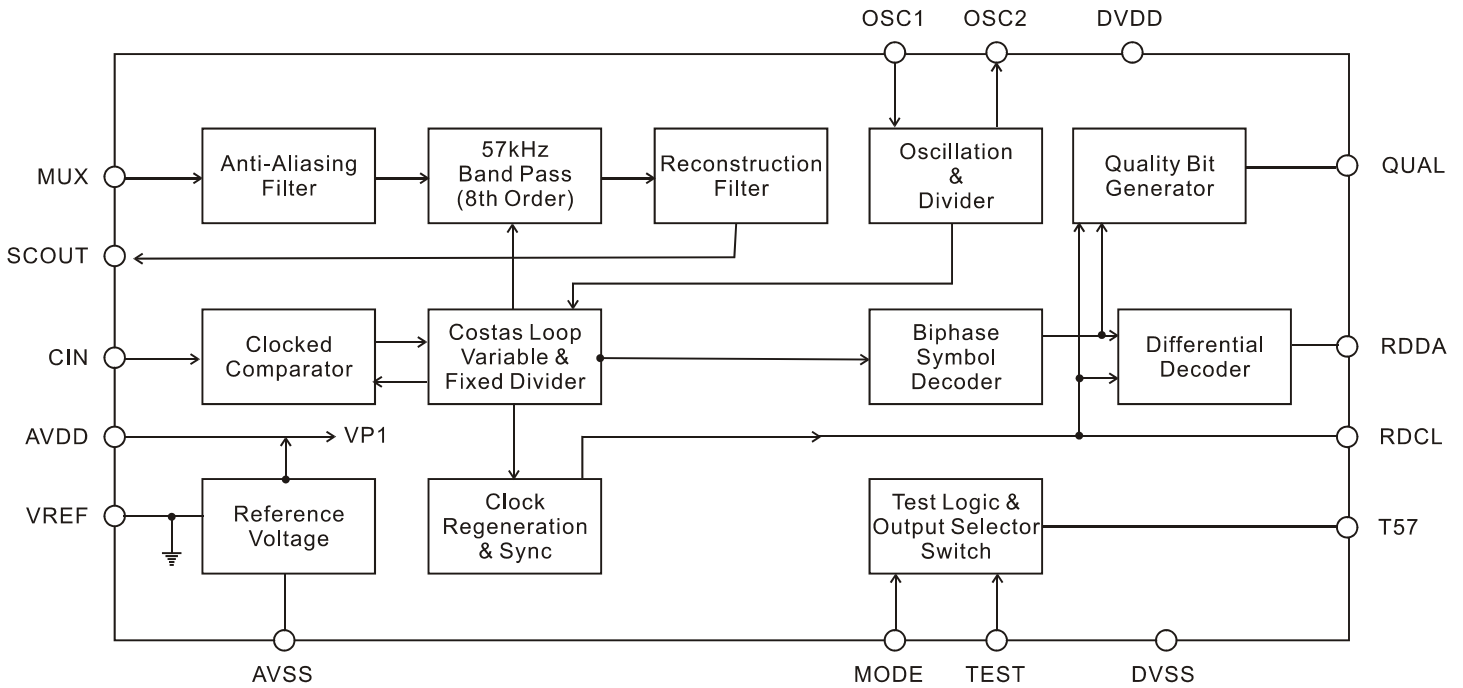 OSC1
OSC2
DVDD
MUX
Anti-Aliasing
Filter
57kHz
Band Pass
(8th Order)
Reconstruction
Filter
Oscillation
&
Divider
Quality Bit
Generator
QUAL
SCOUT
CIN
Clocked
Comparator
Costas Loop
Variable &
Fixed Divider
Biphase
Symbol
Decoder
Differential
Decoder
RDDA
AVDD
VP1
RDCL
VREF
Reference
Voltage
Clock
Regeneration
& Sync
Test Logic &
Output Selector
Switch
T57
AVSS
MODE
TEST
DVSS